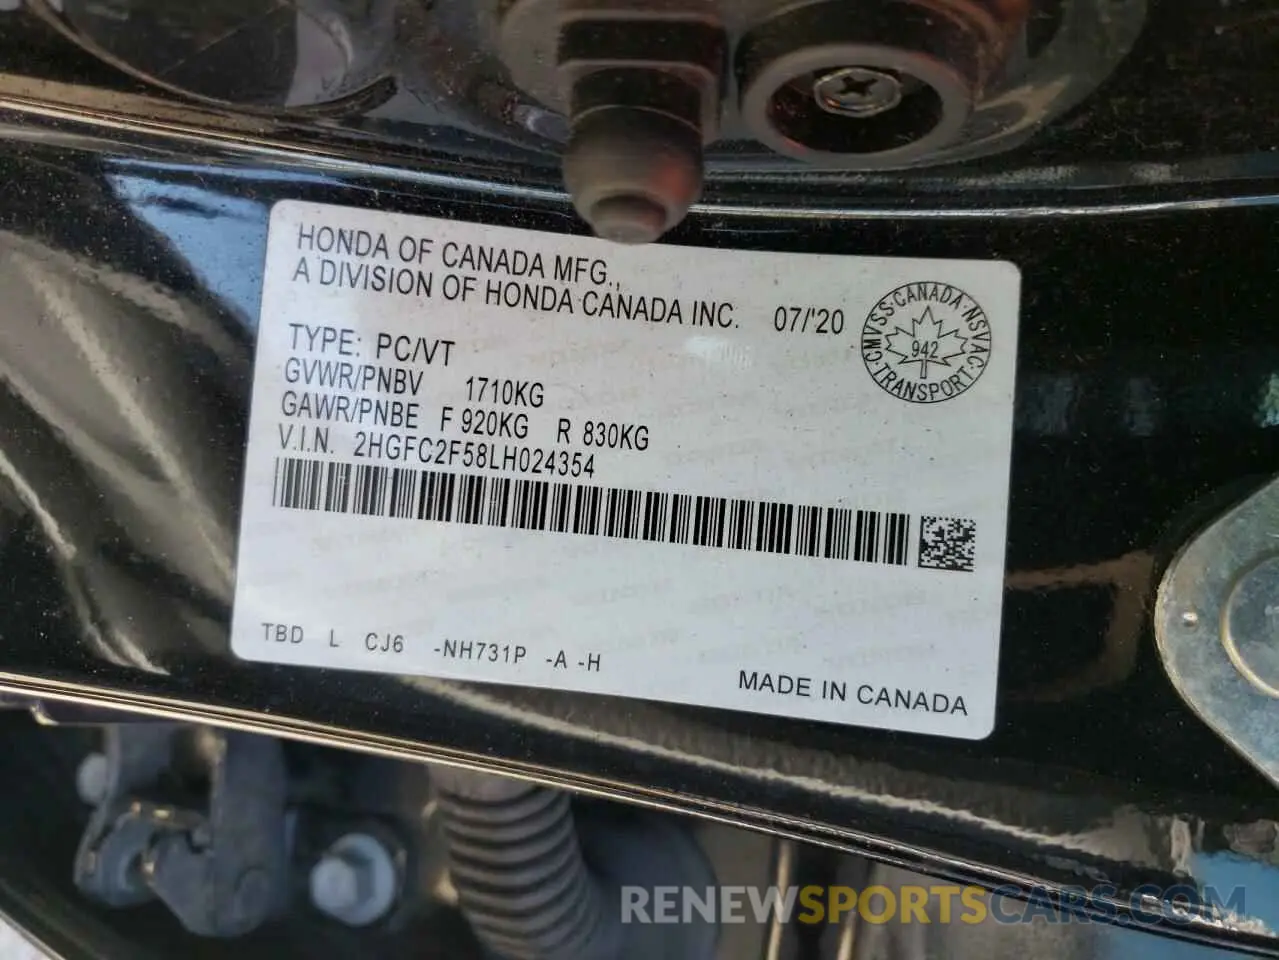 HONDA OF CANADA MFG.,
A DIVISION OF HONDA CANADA INC. 07/'20
CMVSS·CANADA·NSVAC·TRANSPORT·
942
TYPE: PC/VT
GVWR/PNBV 1710KG
GAWR/PNBE F 920KG R 830KG
V.I.N. 2HGFC2F58LH024354
TBD L CJ6 -NH731P -A -H
MADE IN CANADA
RENEWSPORTSCARS.COM